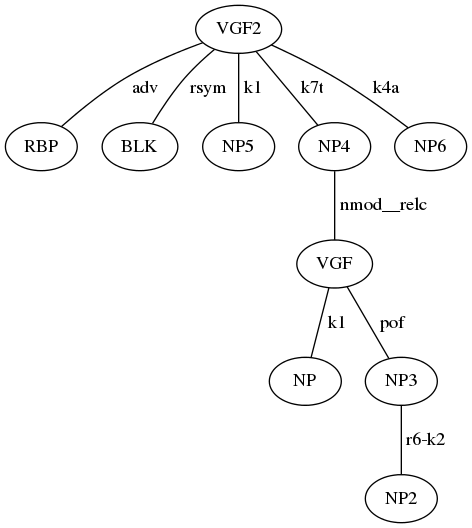 VGF2
adv rsym k1 k7t k4a
RBP BLK NP5 NP4 NP6
nmod__relc
VGF
k1 pof
NP NP3
r6-k2
NP2